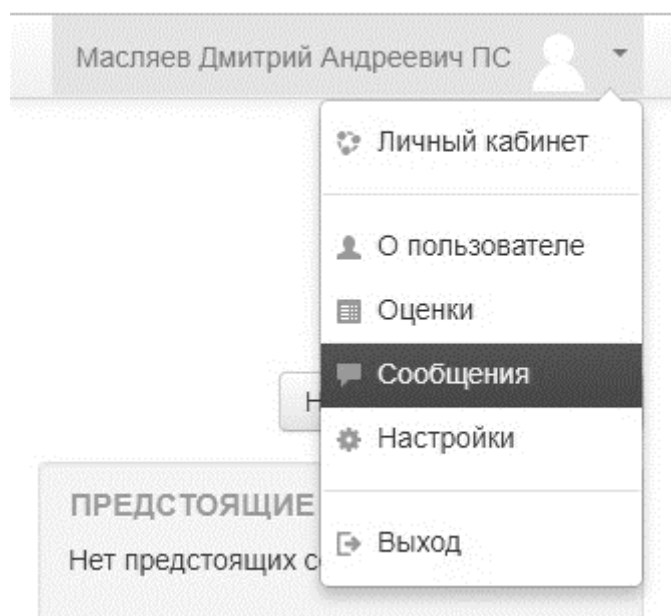 Масляев Дмитрий Андреевич ПС
Личный кабинет
О пользователе
Оценки
Сообщения
Н
Настройки
ПРЕДСТОЯЩИЕ
Нет предстоящих с
Выход